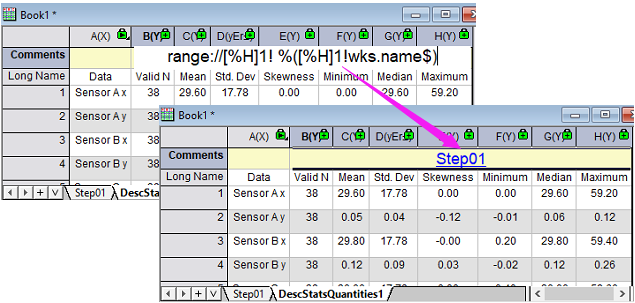 Book1 *
A(X) B(Y) C(Y) D(yEr E(Y) F(Y) G(Y) H(Y)
Comments range://[%H]1! %([%H]1!wks.name$)
Long Name Data Valid N Mean Std. Dev Skewness Minimum Median Maximum
1 Sensor A x 38 29.60 17.78 0.00 0.00 29.60 59.20
2 Sensor A y 38
3 Sensor B x 38
4 Sensor B y 38
Step01 DescStats
Book1 *
A(X) B(Y C(Y) D(yEr (Y) F(Y) G(Y) H(Y)
Comments Step01
Long Name Data Valid N Mean Std. Dev Skewness Minimum Median Maximum
1 Sensor A x 38 29.60 17.78 0.00 0.00 29.60 59.20
2 Sensor A y 38 0.05 0.04 -0.12 -0.01 0.06 0.12
3 Sensor B x 38 29.80 17.78 -0.00 0.20 29.80 59.40
4 Sensor B y 38 0.12 0.09 0.03 -0.02 0.12 0.26
Step01 DescStatsQuantities1